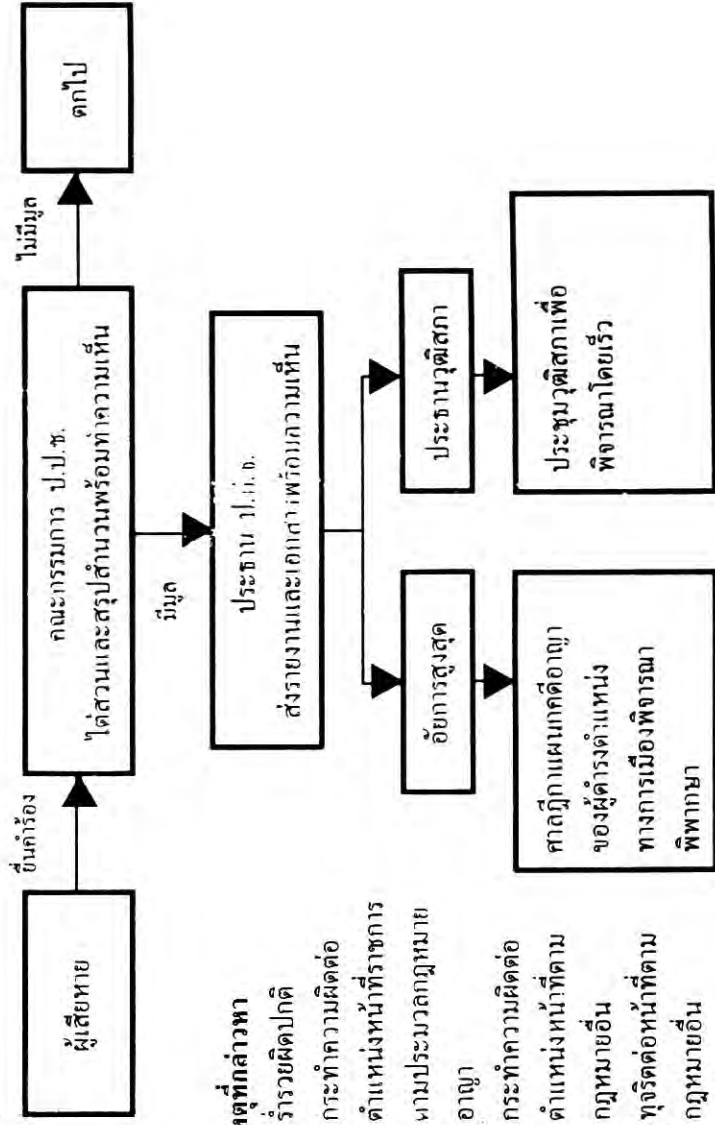 ผู้เสียหาย
ยื่นคำร้อง
คณะกรรมการ ป.ป.ช.
ไต่สวนและสรุปสำนวนพร้อมทำความเห็น
ไม่มีมูล
ตกไป
มีมูล
ประธาน ป.ป.ช.
ส่งรายงานและเอกสารพร้อมความเห็น
อัยการสูงสุด
ประธานวุฒิสภา
ศาลฎีกาแผนกคดีอาญา
ของผู้ดำรงตำแหน่ง
ทางการเมืองพิจารณา
พิพากษา
ประชุมวุฒิสภาเพื่อ
พิจารณาโดยเร็ว
เหตุที่กล่าวหา
ร่ำรวยผิดปกติ
กระทำความผิดต่อ
ตำแหน่งหน้าที่ราชการ
ตามประมวลกฎหมาย
อาญา
กระทำความผิดต่อ
ตำแหน่งหน้าที่ตาม
กฎหมายอื่น
ทุจริตต่อหน้าที่ตาม
กฎหมายอื่น